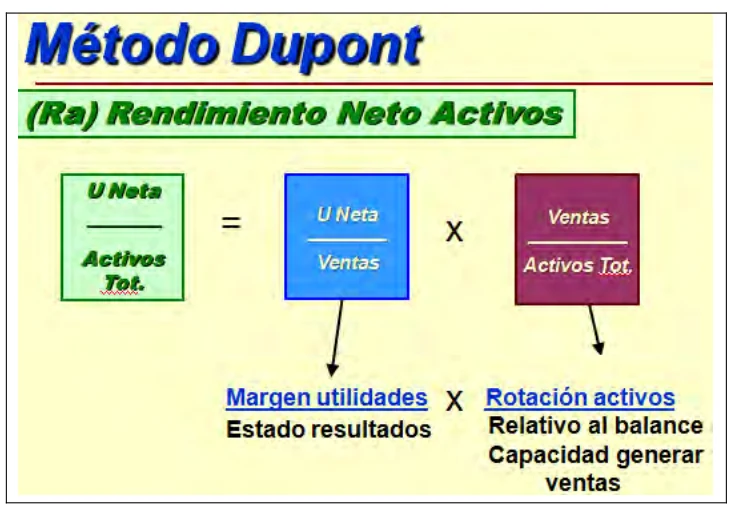 Método Dupont
(Ra) Rendimiento Neto Activos
U Neta
Activos
Tot.
=
U Neta
Ventas
X
Ventas
Activos Tot.
Margen utilidades X Rotación activos
Estado resultados
Relativo al balance
Capacidad generar
ventas